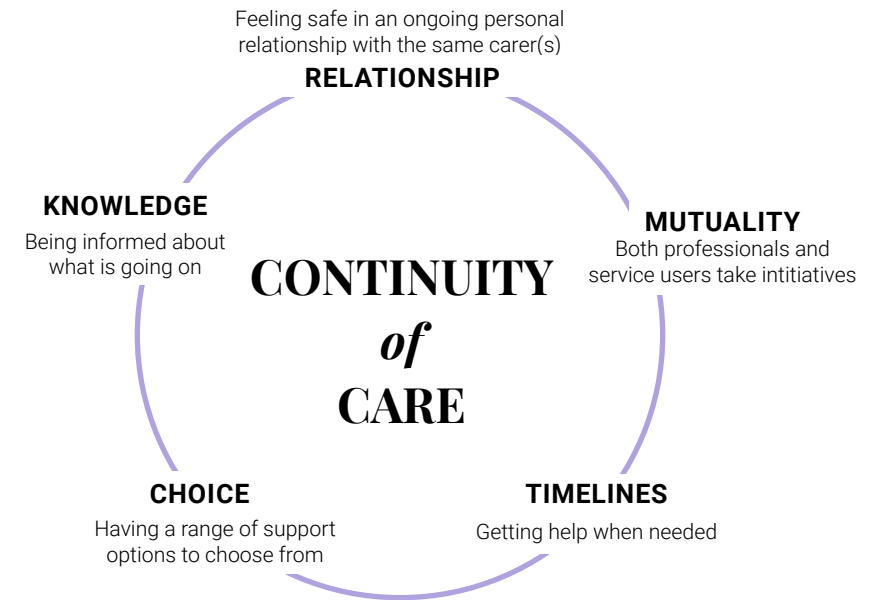 Feeling safe in an ongoing personal
relationship with the same carer(s)
RELATIONSHIP
KNOWLEDGE
Being informed about
what is going on
MUTUALITY
Both professionals and
service users take intitiatives
CONTINUITY
of
CARE
CHOICE
Having a range of support
options to choose from
TIMELINES
Getting help when needed